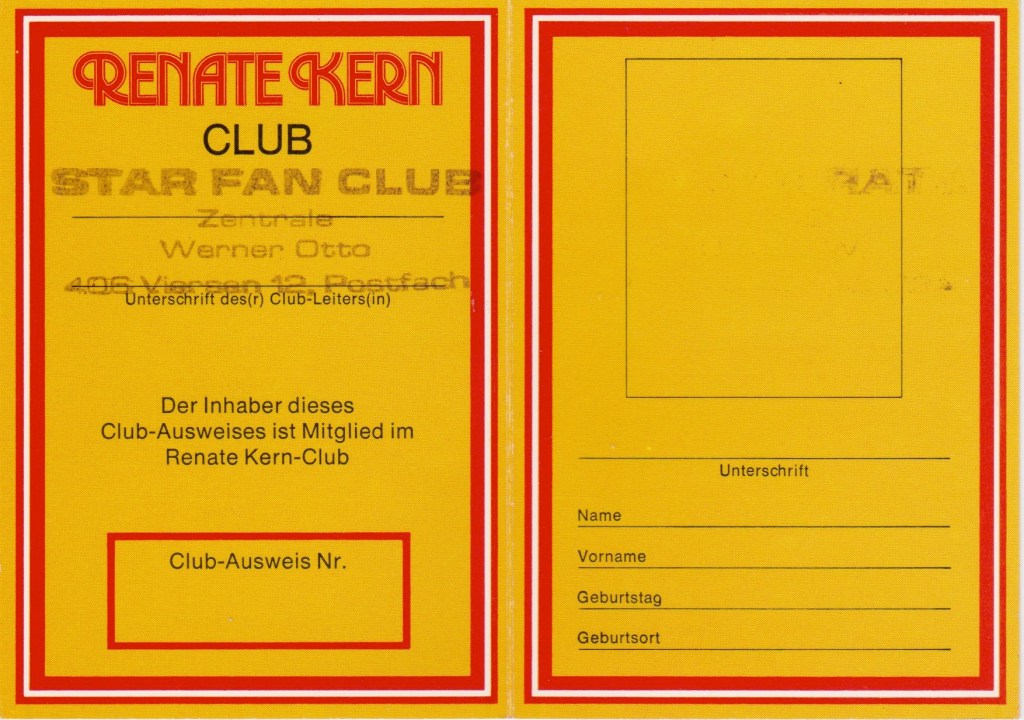 RENATE KERN
CLUB
STAR FAN CLUB
Zentrale
Werner Otto
406 Viersen 12, Postfach
Unterschrift des(r) Club-Leiters(in)
Der Inhaber dieses
Club-Ausweises ist Mitglied im
Renate Kern-Club
Club-Ausweis Nr.
Unterschrift
Name
Vorname
Geburtstag
Geburtsort